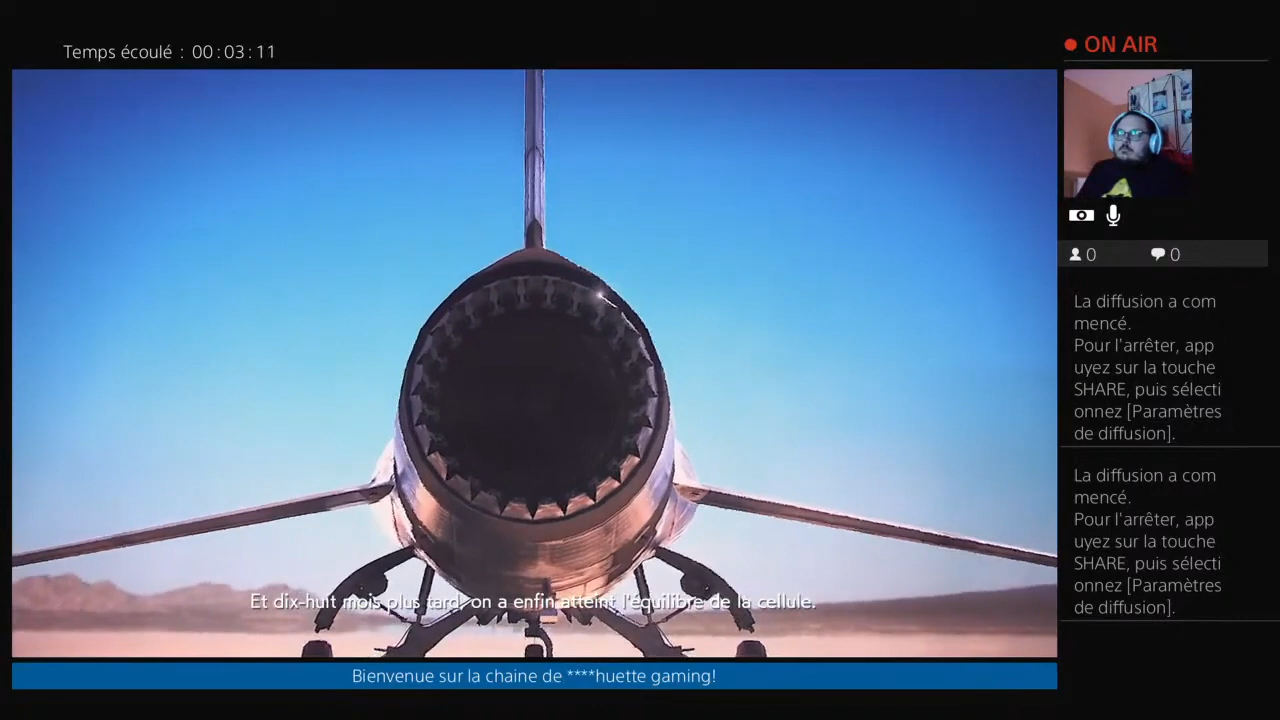 Temps écoulé : 00:03:11
ON AIR
0 0
La diffusion a com
mencé.
Pour l'arrêter, app
uyez sur la touche
SHARE, puis sélecti
onnez [Paramètres
de diffusion].
La diffusion a com
mencé.
Pour l'arrêter, app
uyez sur la touche
SHARE, puis sélecti
onnez [Paramètres
de diffusion].
Et dix-huit mois plus tard, on a enfin atteint l'équilibre de la cellule.
Bienvenue sur la chaine de ****huette gaming!